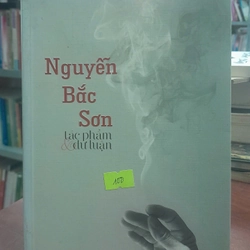 Nguyễn
Bắc
Sơn
tác phẩm
& dư luận